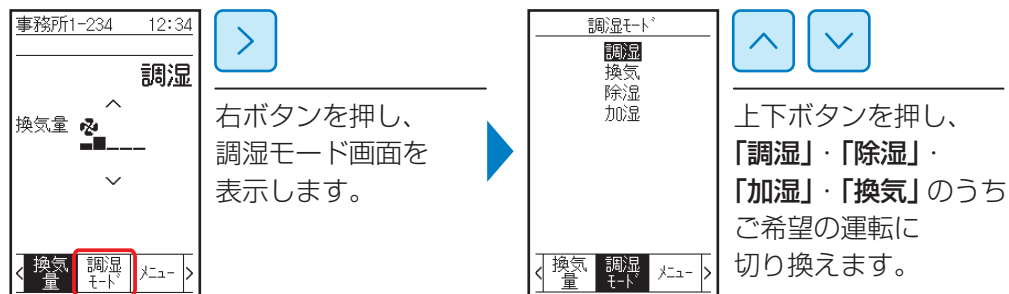 事務所1-234 12:34
調湿
換気量
換気量 調湿モード メニュー
右ボタンを押し、
調湿モード画面を
表示します。
調湿モード
調湿
換気
除湿
加湿
換気量 調湿モード メニュー
上下ボタンを押し、
「調湿」・「除湿」・
「加湿」・「換気」のうち
ご希望の運転に
切り換えます。